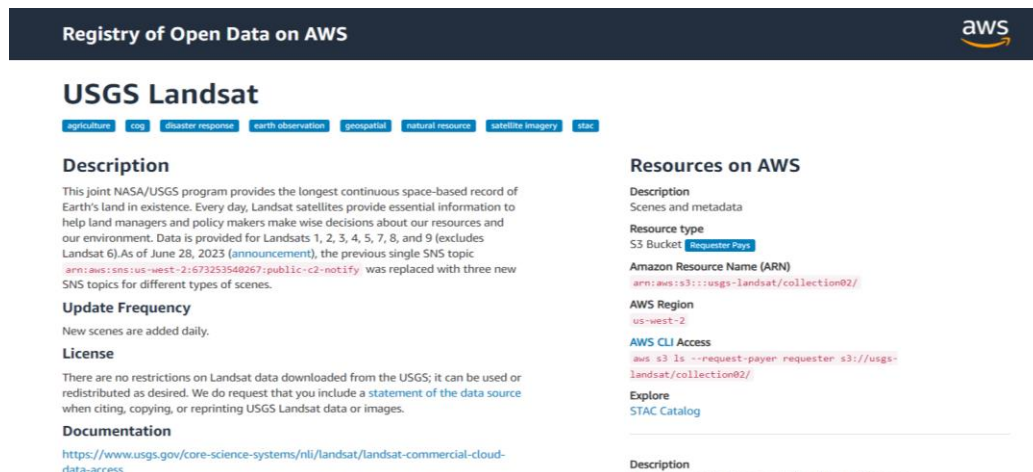 Registry of Open Data on AWS
aws
USGS Landsat
agriculture cog disaster response earth observation geospatial natural resource satellite imagery stac
Description
This joint NASA/USGS program provides the longest continuous space-based record of
Earth's land in existence. Every day, Landsat satellites provide essential information to
help land managers and policy makers make wise decisions about our resources and
our environment. Data is provided for Landsats 1, 2, 3, 4, 5, 7, 8, and 9 (excludes
Landsat 6).As of June 28, 2023 (announcement), the previous single SNS topic
arn:aws:sns:us-west-2:673253540267:public-c2-notify was replaced with three new
SNS topics for different types of scenes.
Update Frequency
New scenes are added daily.
License
There are no restrictions on Landsat data downloaded from the USGS; it can be used or
redistributed as desired. We do request that you include a statement of the data source
when citing, copying, or reprinting USGS Landsat data or images.
Documentation
https://www.usgs.gov/core-science-systems/nli/landsat/landsat-commercial-cloud-
data-access
Resources on AWS
Description
Scenes and metadata
Resource type
S3 Bucket Requester Pays
Amazon Resource Name (ARN)
arn:aws:s3:::usgs-landsat/collection02/
AWS Region
us-west-2
AWS CLI Access
aws s3 ls --request-payer requester s3://usgs-
landsat/collection02/
Explore
STAC Catalog
Description